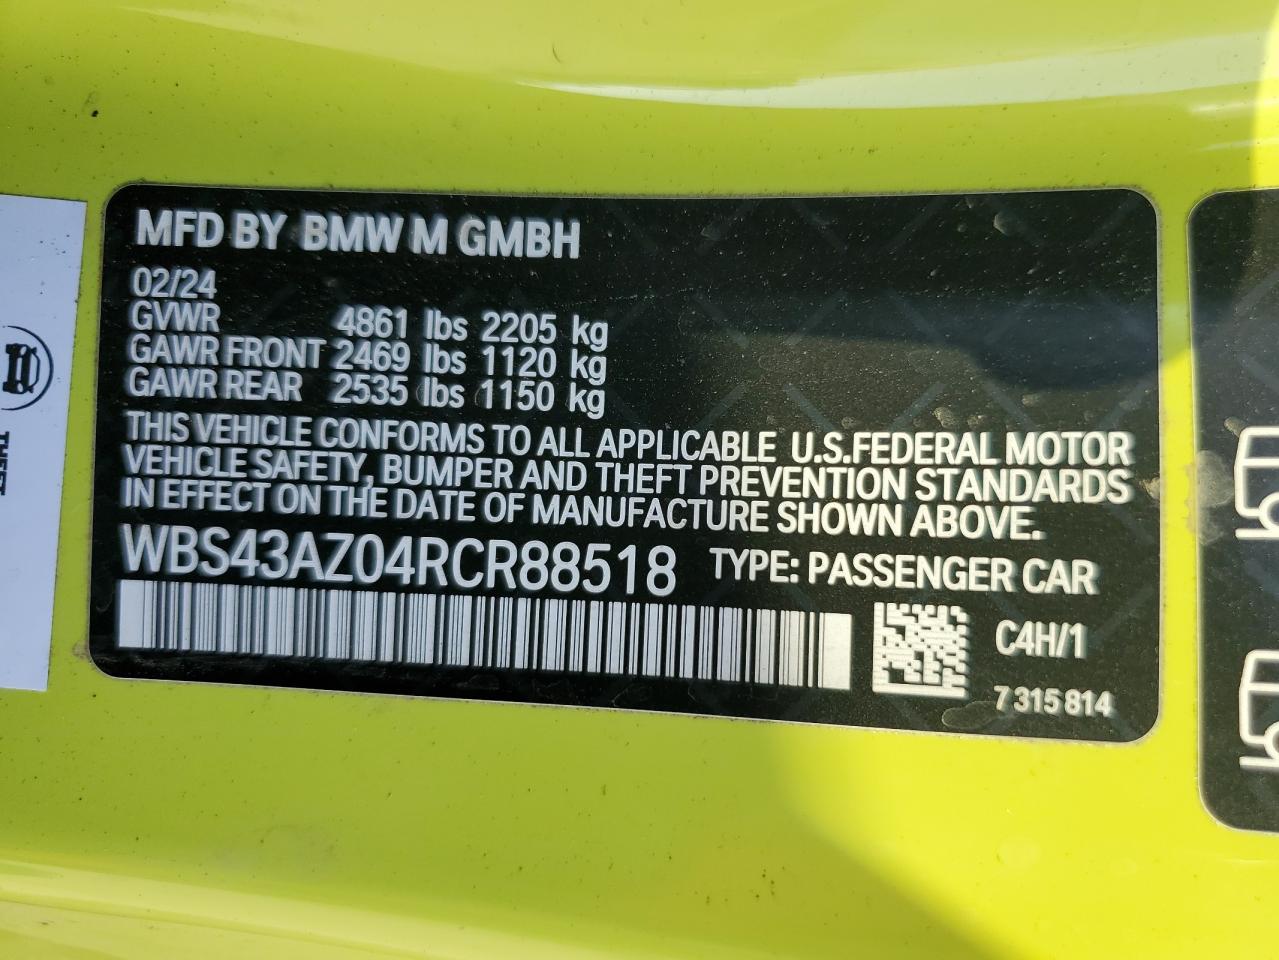 MFD BY BMW M GMBH
02/24
GVWR 4861 lbs 2205 kg
GAWR FRONT 2469 lbs 1120 kg
GAWR REAR 2535 lbs 1150 kg
THIS VEHICLE CONFORMS TO ALL APPLICABLE U.S.FEDERAL MOTOR
VEHICLE SAFETY, BUMPER AND THEFT PREVENTION STANDARDS
IN EFFECT ON THE DATE OF MANUFACTURE SHOWN ABOVE.
WBS43AZ04RCR88518 TYPE: PASSENGER CAR
C4H/1
7 315 814
THEFT